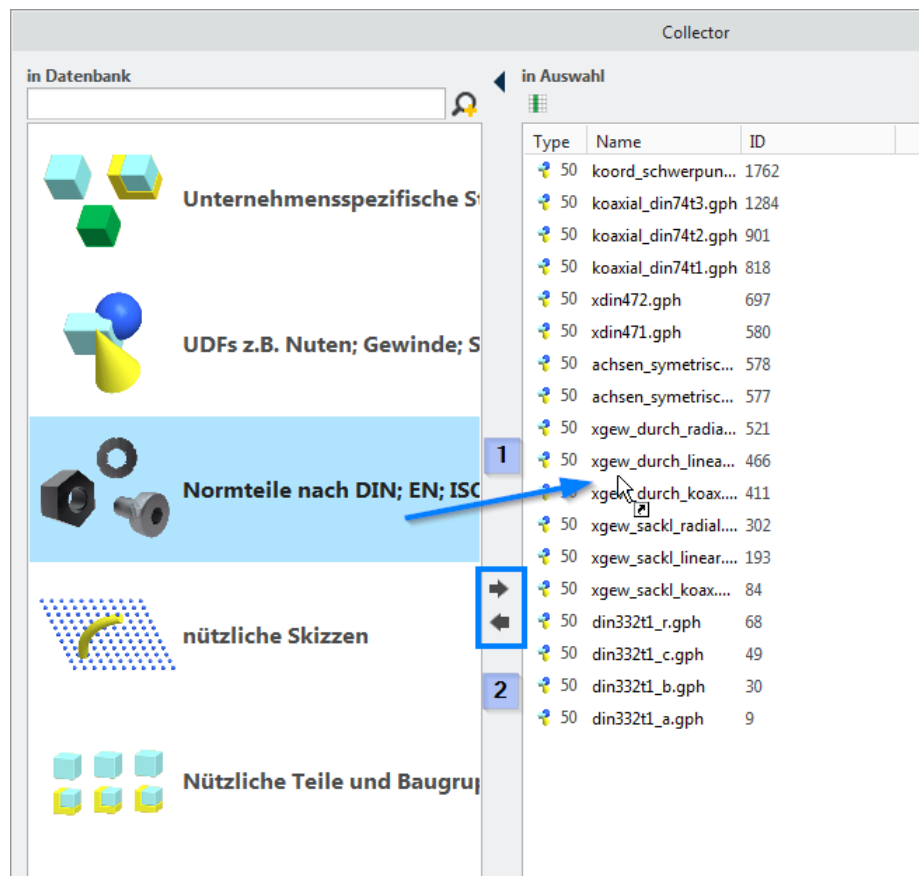 Collector
in Datenbank
in Auswahl
Unternehmensspezifische St
UDFs z.B. Nuten; Gewinde; S
Normteile nach DIN; EN; ISO
nützliche Skizzen
Nützliche Teile und Baugrup
1
2
Type Name ID
50 koord_schwerpun... 1762
50 koaxial_din74t3.gph 1284
50 koaxial_din74t2.gph 901
50 koaxial_din74t1.gph 818
50 xdin472.gph 697
50 xdin471.gph 580
50 achsen_symetrisc... 578
50 achsen_symetrisc... 577
50 xgew_durch_radia... 521
50 xgew_durch_linea... 466
50 xgew_durch_koax.... 411
50 xgew_sackl_radial.... 302
50 xgew_sackl_linear.... 193
50 xgew_sackl_koax.... 84
50 din332t1_r.gph 68
50 din332t1_c.gph 49
50 din332t1_b.gph 30
50 din332t1_a.gph 9